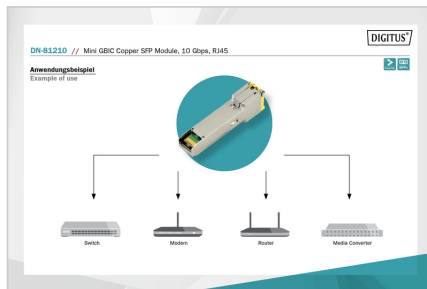 DIGITUS®
DN-81210 // Mini GBIC Copper SFP Module, 10 Gbps, RJ45
Anwendungsbeispiel
Example of use
Switch
Modem
Router
Media Converter